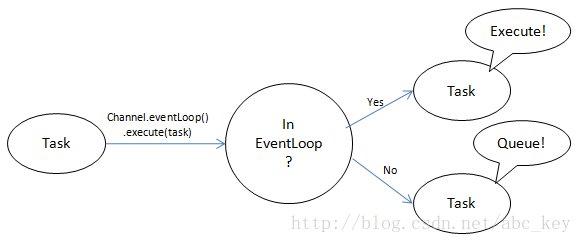 Execute!
Task
Channel.eventLoop()
.execute(task)
Task
In
EventLoop
?
Yes
No
Queue!
Task
http://blog.csdn.net/abc_key